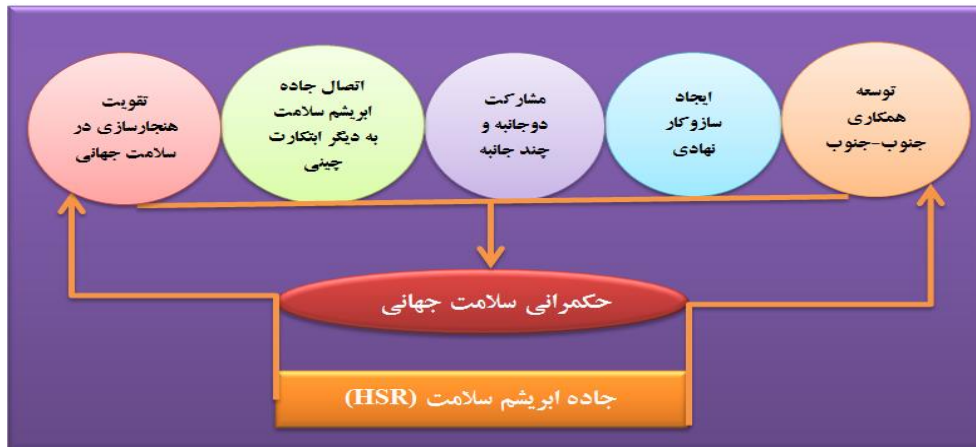 توسعه
همکاری
جنوب-جنوب
ایجاد
سازوکار
نهادی
مشارکت
دوجانبه و
چند جانبه
اتصال جاده
ابریشم سلامت
به دیگر ابتکارت
چینی
تقویت
هنجارسازی در
سلامت جهانی
حکمرانی سلامت جهانی
جاده ابریشم سلامت (HSR)